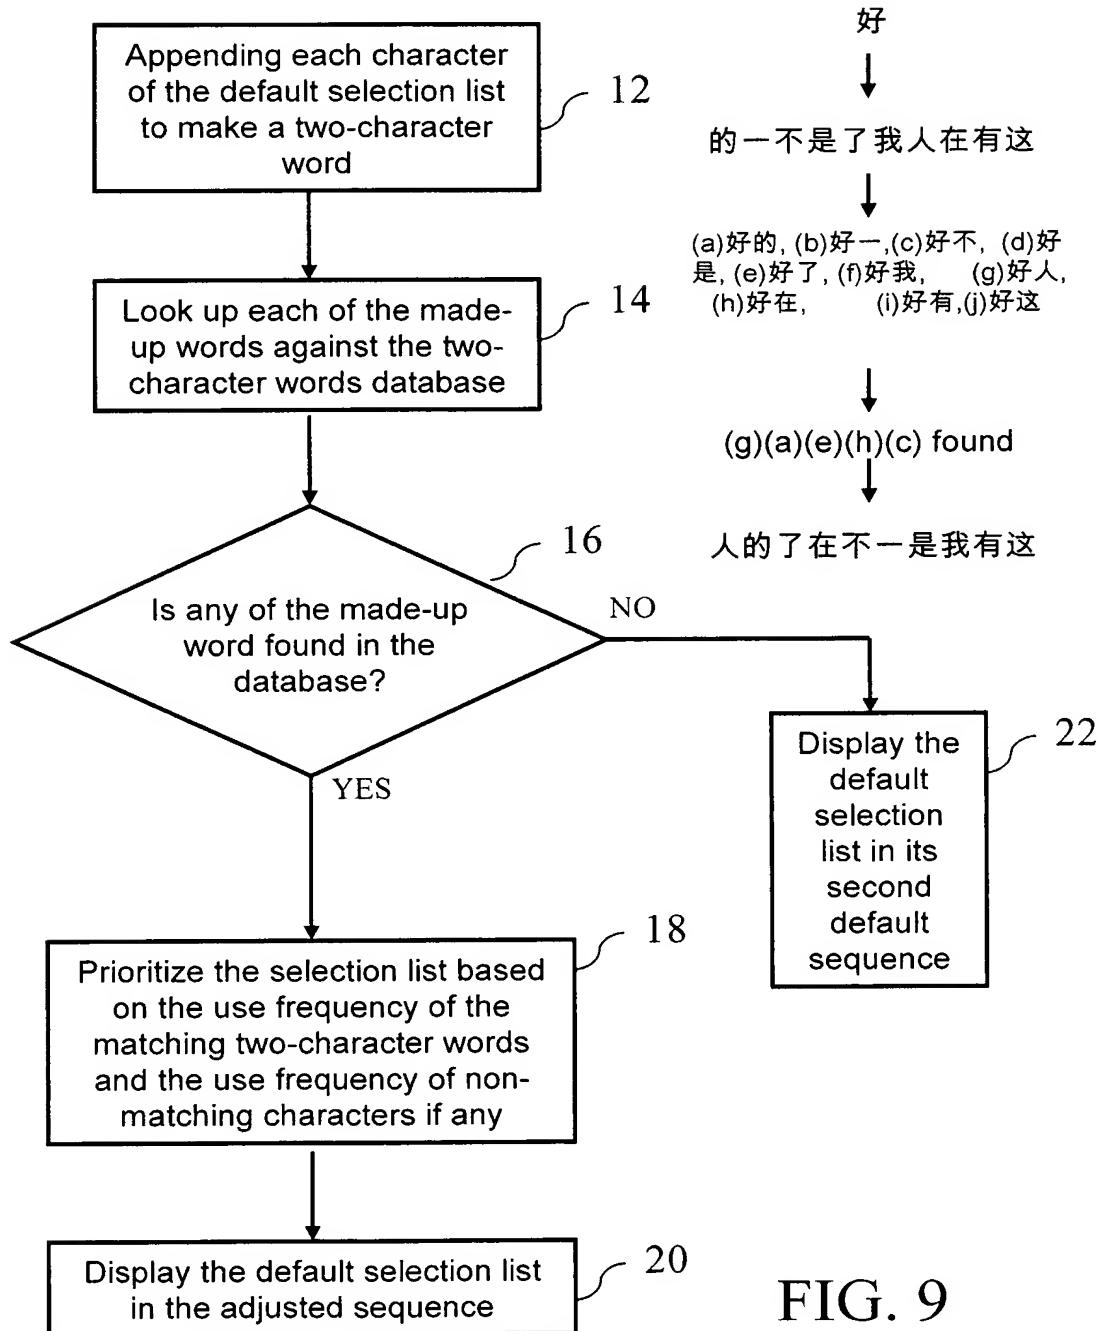 Appending each character
of the default selection list
to make a two-character
word
12
Look up each of the made-
up words against the two-
character words database
14
Is any of the made-up
word found in the
database?
16
NO
YES
Display the
default
selection
list in its
second
default
sequence
22
Prioritize the selection list based
on the use frequency of the
matching two-character words
and the use frequency of non-
matching characters if any
18
Display the default selection list
in the adjusted sequence
20
好
的一不是了我人在有这
(a)好的, (b)好一,(c)好不, (d)好
是, (e)好了, (f)好我, (g)好人,
(h)好在, (i)好有,(j)好这
(g)(a)(e)(h)(c) found
人的了在不一是我有这
FIG. 9